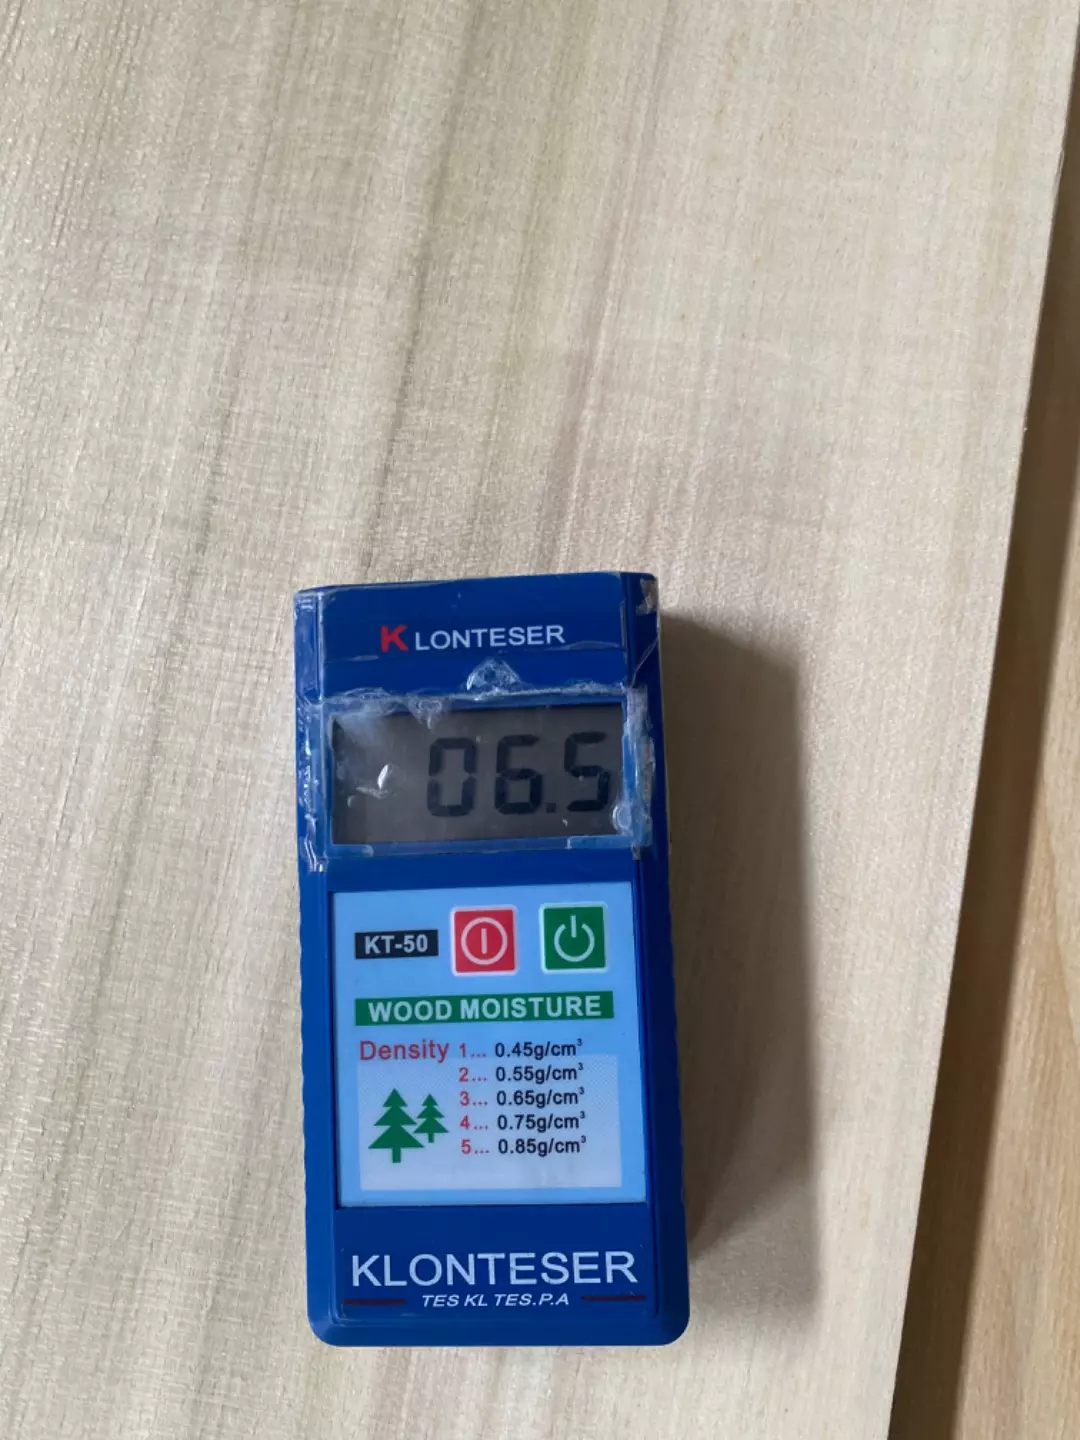 KLONTESER
06.5
KT-50
WOOD MOISTURE
Density 1... 0.45g/cm³
2... 0.55g/cm³
3... 0.65g/cm³
4... 0.75g/cm³
5... 0.85g/cm³
KLONTESER
TES KL TES.P.A